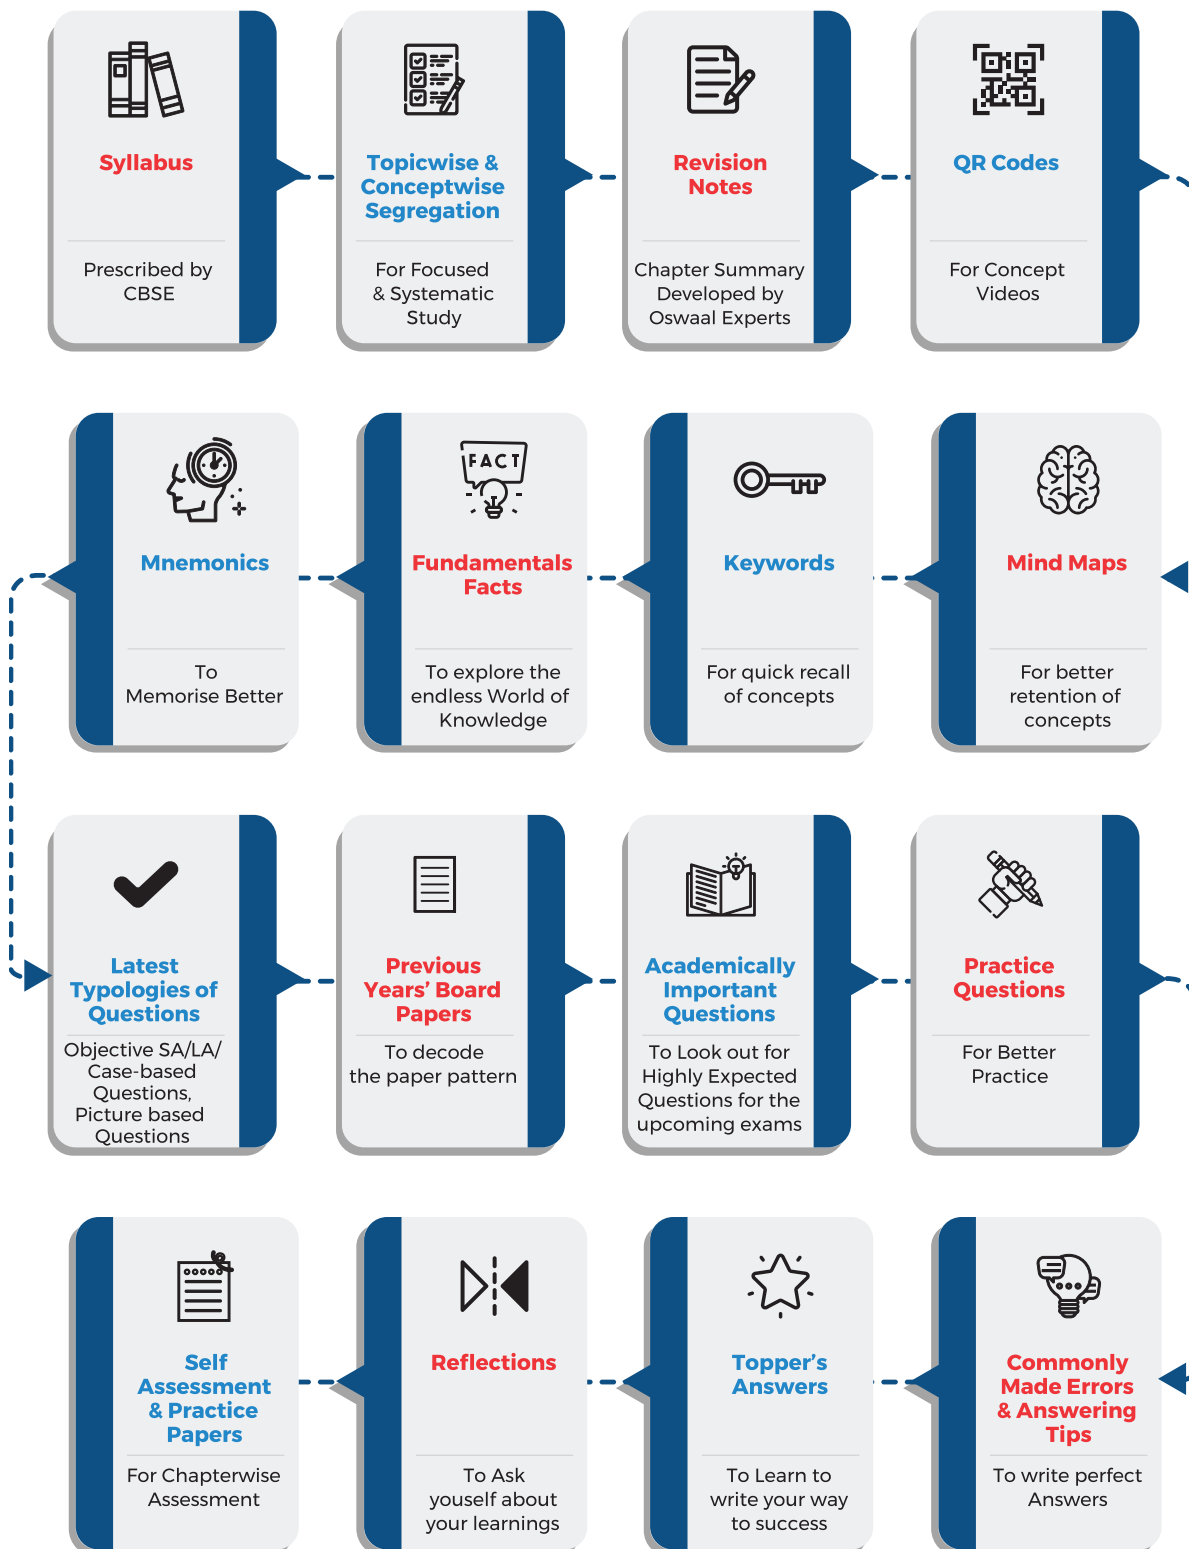 Syllabus
Prescribed by
CBSE
Topicwise &
Conceptwise
Segregation
For Focused
& Systematic
Study
Revision
Notes
Chapter Summary
Developed by
Oswaal Experts
QR Codes
For Concept
Videos
Mnemonics
To
Memorise Better
FACT
Fundamentals
Facts
To explore the
endless World of
Knowledge
Keywords
For quick recall
of concepts
Mind Maps
For better
retention of
concepts
Latest
Typologies of
Questions
Objective SA/LA/
Case-based
Questions,
Picture based
Questions
Previous
Years’ Board
Papers
To decode
the paper pattern
Academically
Important
Questions
To Look out for
Highly Expected
Questions for the
upcoming exams
Practice
Questions
For Better
Practice
Self
Assessment
& Practice
Papers
For Chapterwise
Assessment
Reflections
To Ask
youself about
your learnings
Topper’s
Answers
To Learn to
write your way
to success
Commonly
Made Errors
& Answering
Tips
To write perfect
Answers